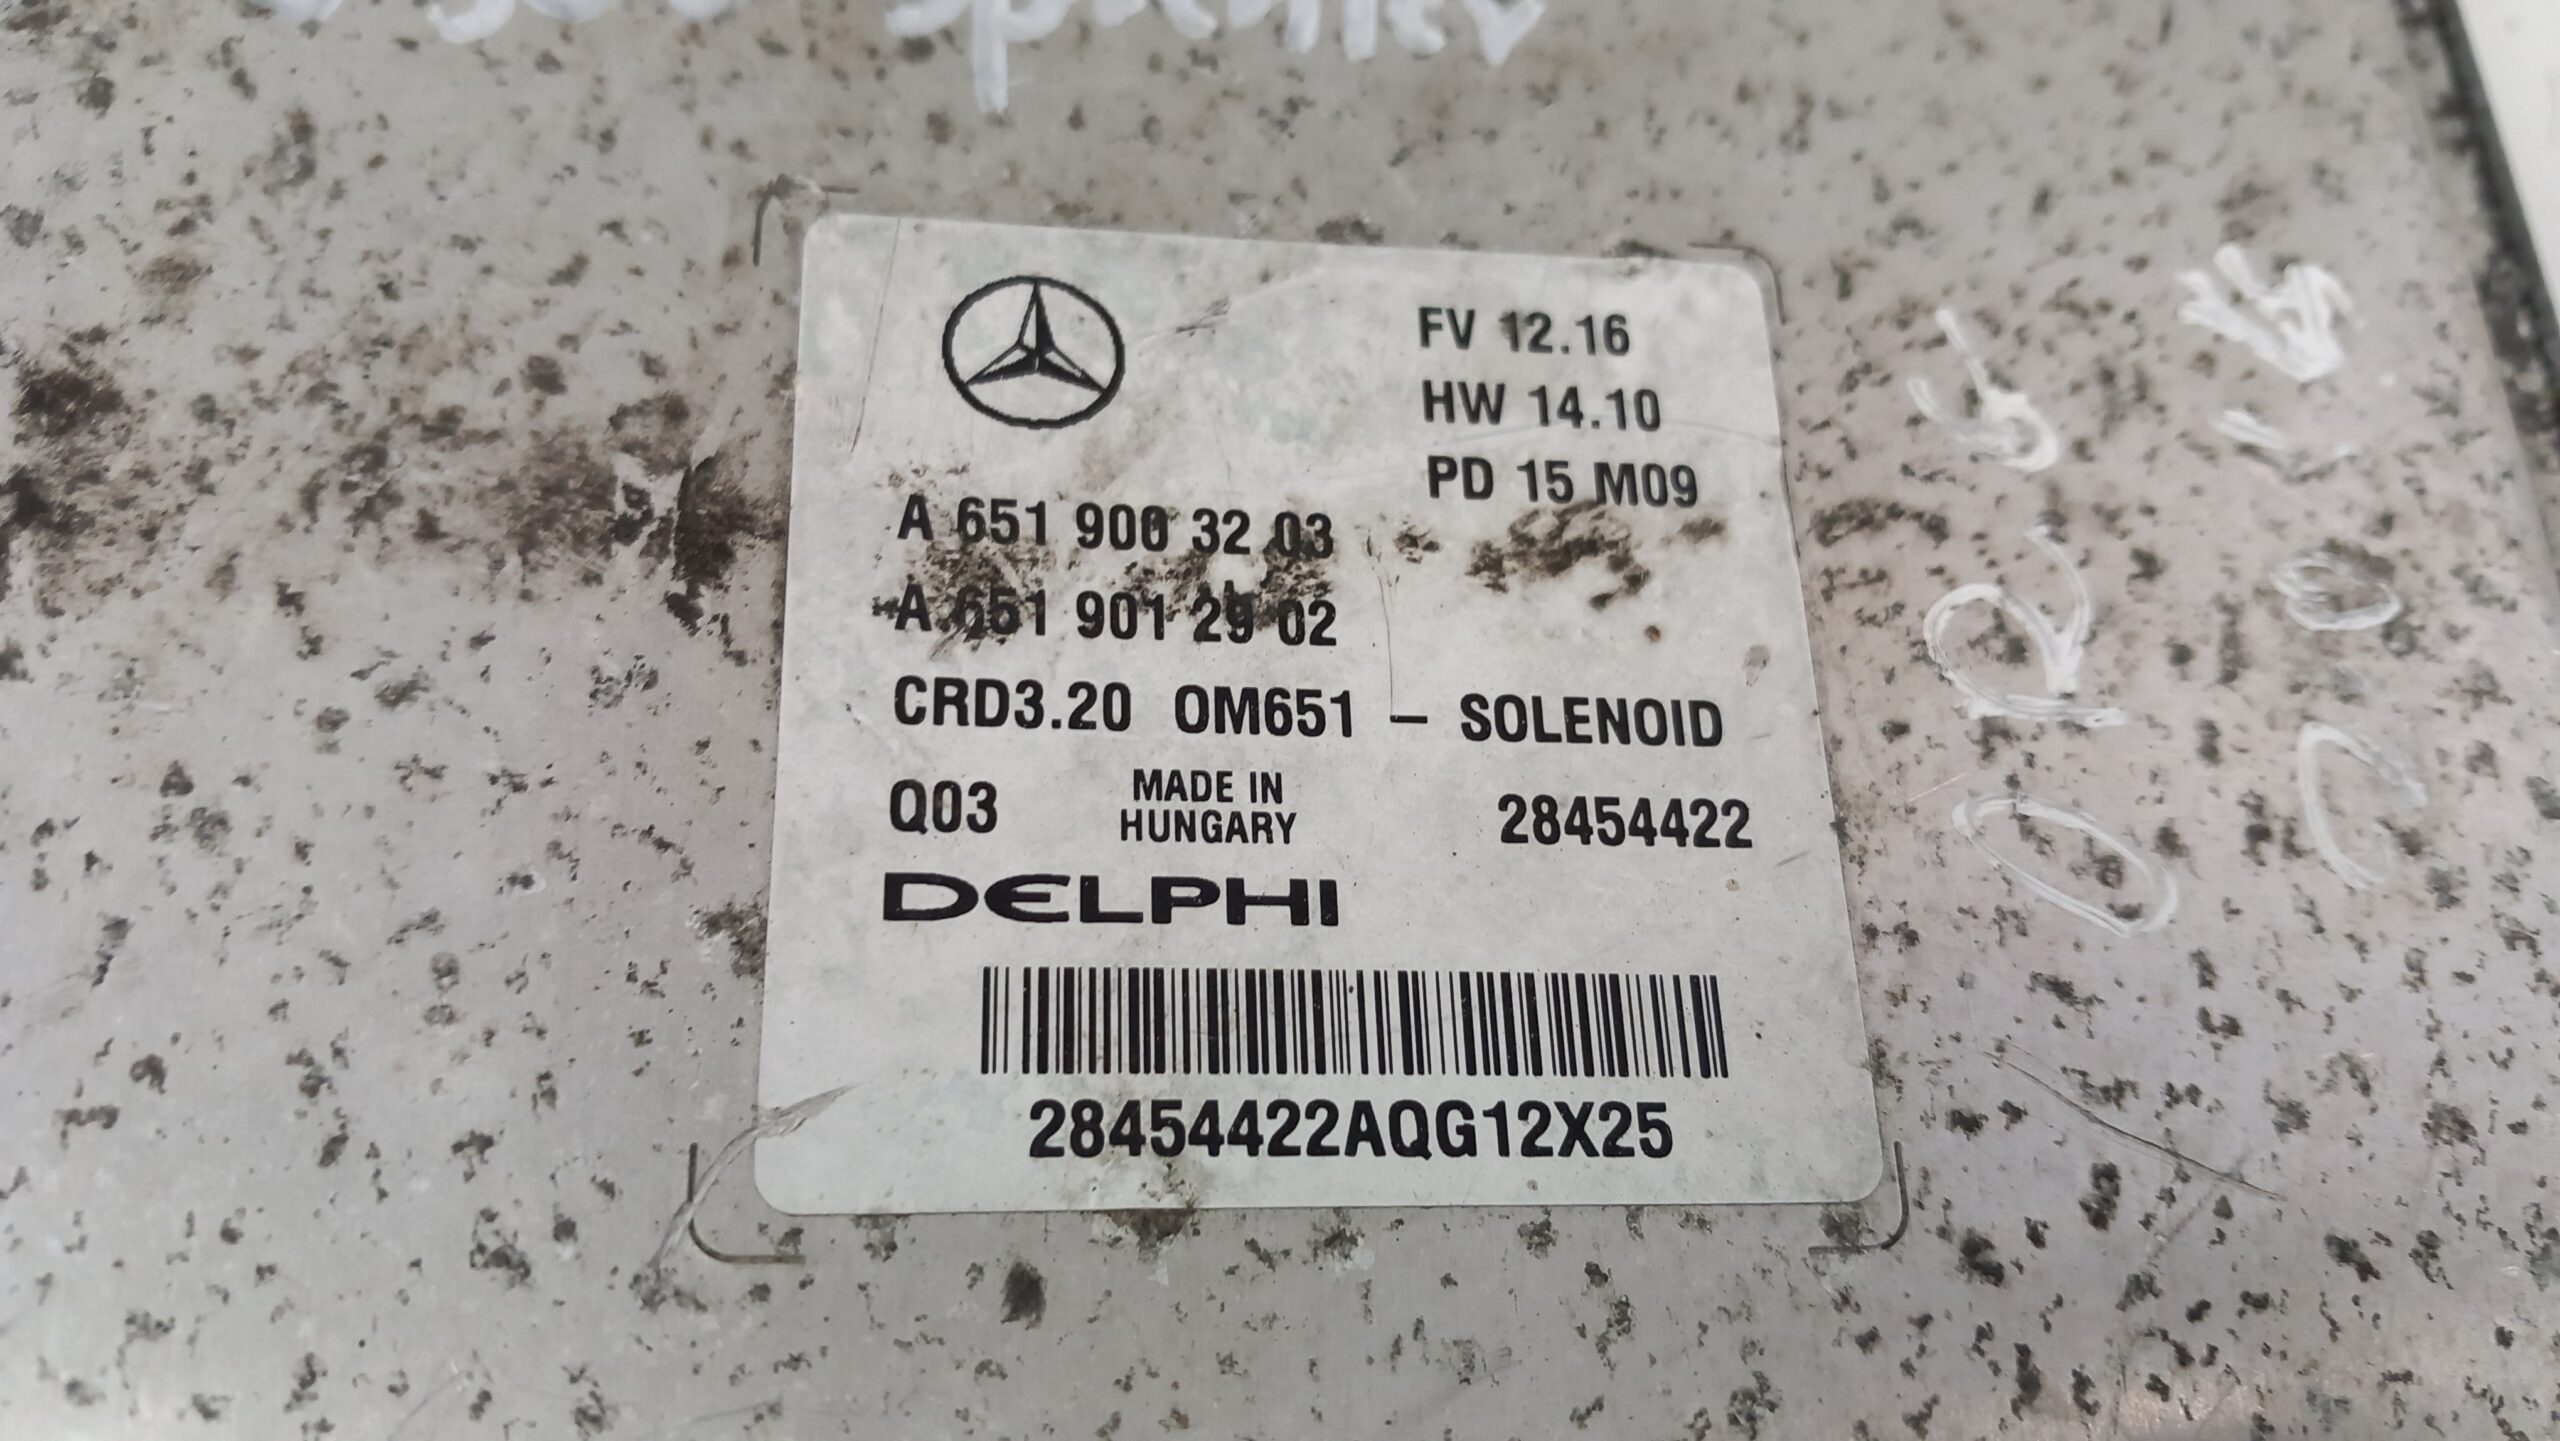 Sprinter
FV 12.16
HW 14.10
PD 15 M09
A 651 900 32 03
A 651 901 29 02
CRD3.20 OM651 – SOLENOID
Q03
MADE IN
HUNGARY
28454422
DELPHI
28454422AQG12X25